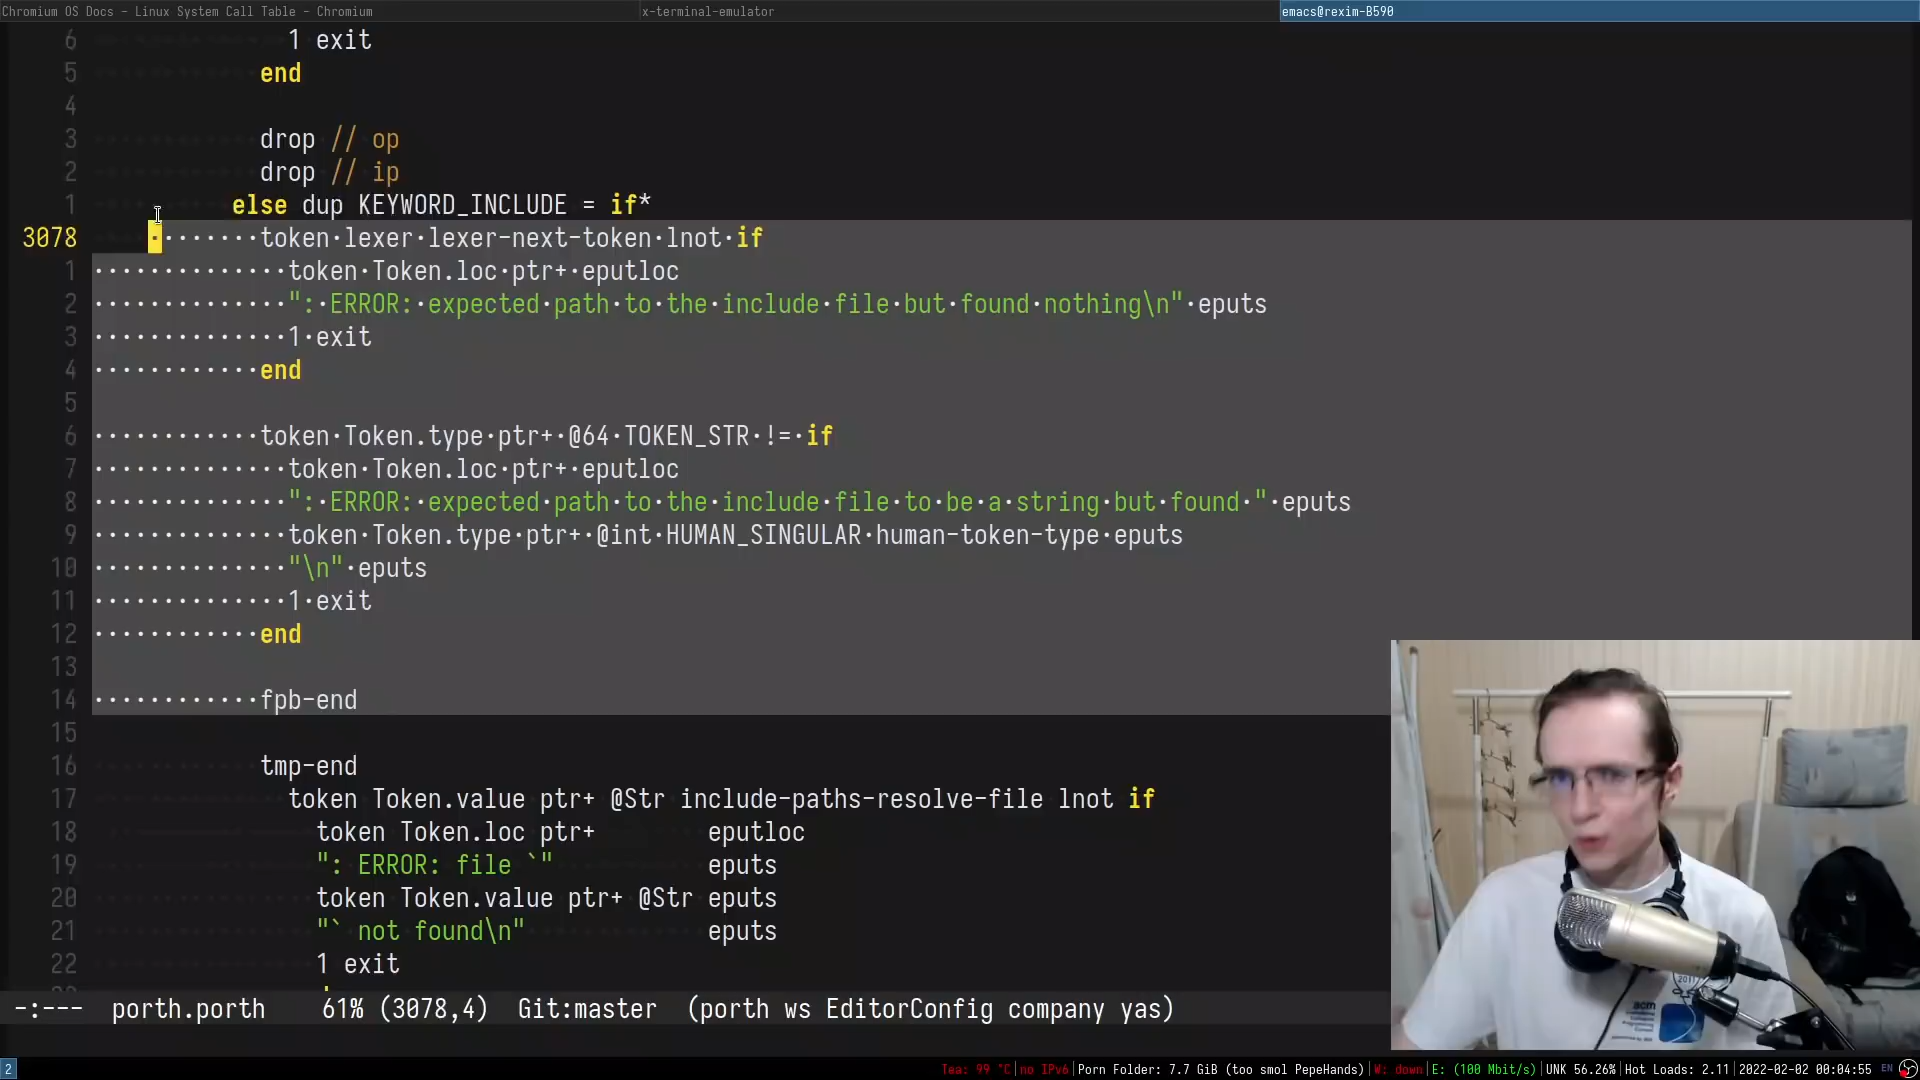 Chromium OS Docs - Linux System Call Table - Chromium
x-terminal-emulator
emacs@rexim-B590
6 1 exit
5 end
4
3 drop // op
2 drop // ip
1 else dup KEYWORD_INCLUDE = if*
3078 ········token·lexer·lexer-next-token·lnot·if
1 ··············token·Token.loc·ptr+·eputloc
2 ··············":·ERROR:·expected·path·to·the·include·file·but·found·nothing\n"·eputs
3 ··············1·exit
4 ············end
5
6 ············token·Token.type·ptr+·@64·TOKEN_STR·!=·if
7 ··············token·Token.loc·ptr+·eputloc
8 ··············":·ERROR:·expected·path·to·the·include·file·to·be·a·string·but·found·"·eputs
9 ··············token·Token.type·ptr+·@int·HUMAN_SINGULAR·human-token-type·eputs
10 ··············"\n"·eputs
11 ··············1·exit
12 ············end
13
14 ············fpb-end
15
16 tmp-end
17 token Token.value ptr+ @Str include-paths-resolve-file lnot if
18 token Token.loc ptr+ eputloc
19 ": ERROR: file `" eputs
20 token Token.value ptr+ @Str eputs
21 "` not found\n" eputs
22 1 exit
-:--- porth.porth 61% (3078,4) Git:master (porth ws EditorConfig company yas)
2011
acm
2 Tea: 99 °C|no IPv6|Porn Folder: 7.7 GiB (too smol PepeHands)|W: down|E: (100 Mbit/s)|UNK 56.26%|Hot Loads: 2.11|2022-02-02 00:04:55 EN